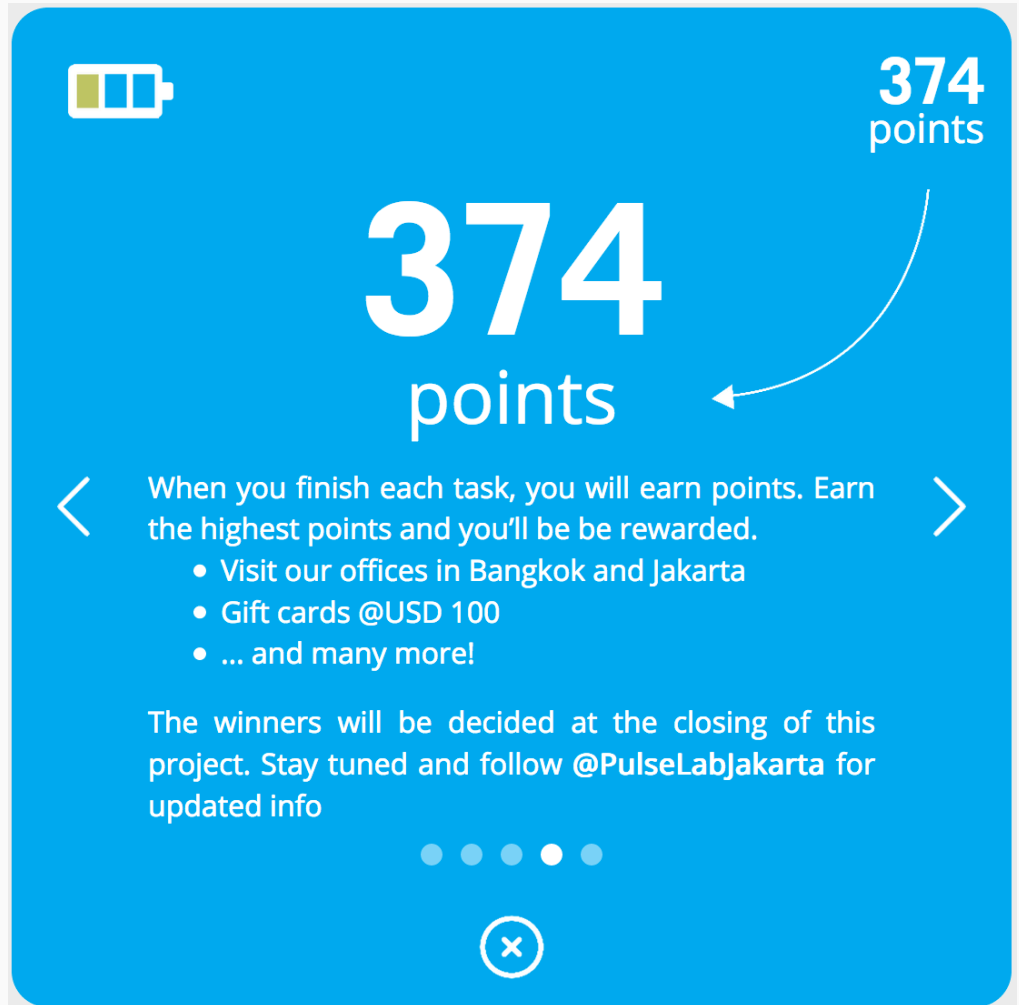 374
points
374
points
When you finish each task, you will earn points. Earn
the highest points and you’ll be be rewarded.
• Visit our offices in Bangkok and Jakarta
• Gift cards @USD 100
• ... and many more!
The winners will be decided at the closing of this
project. Stay tuned and follow @PulseLabJakarta for
updated info